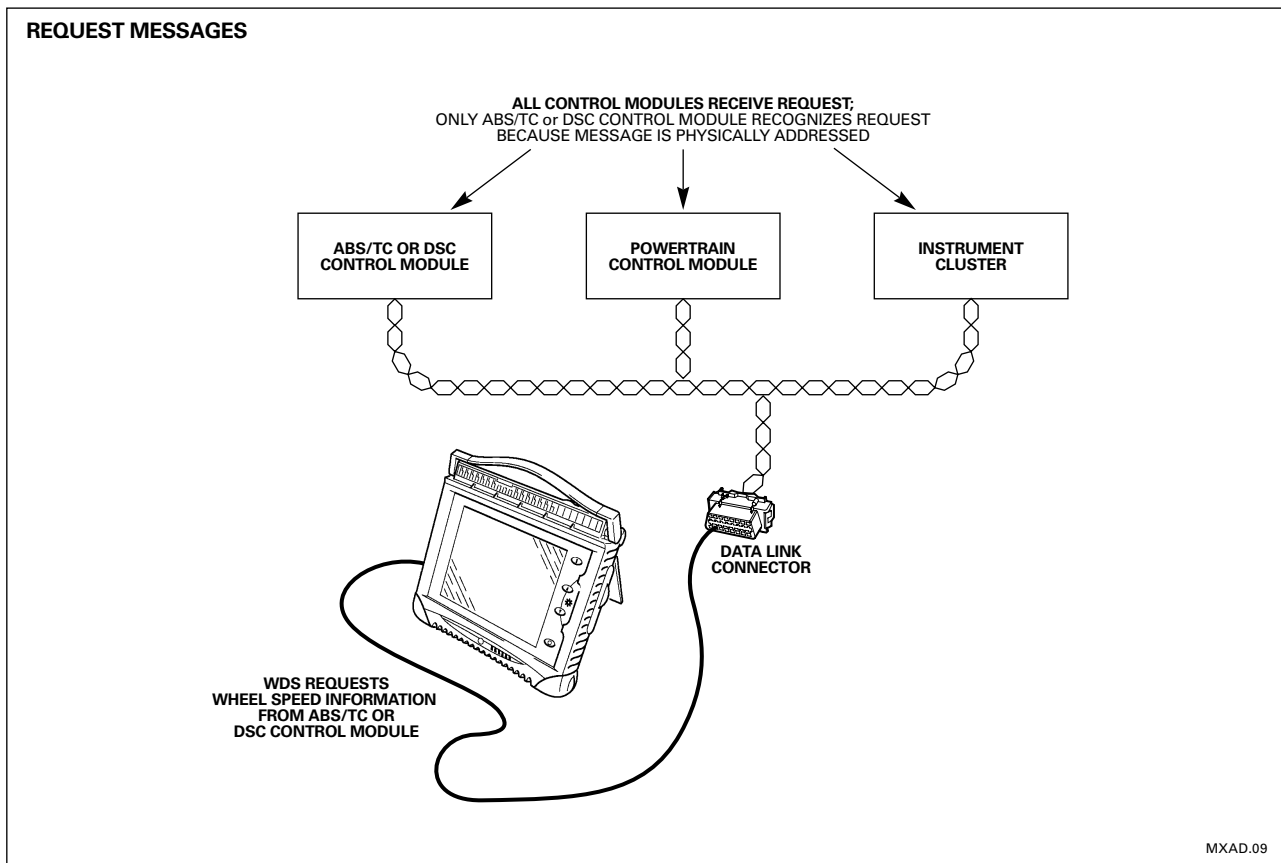 REQUEST MESSAGES
ALL CONTROL MODULES RECEIVE REQUEST;
ONLY ABS/TC or DSC CONTROL MODULE RECOGNIZES REQUEST
BECAUSE MESSAGE IS PHYSICALLY ADDRESSED
ABS/TC OR DSC
CONTROL MODULE
POWERTRAIN
CONTROL MODULE
INSTRUMENT
CLUSTER
DATA LINK
CONNECTOR
WDS REQUESTS
WHEEL SPEED INFORMATION
FROM ABS/TC OR
DSC CONTROL MODULE
MXAD.09